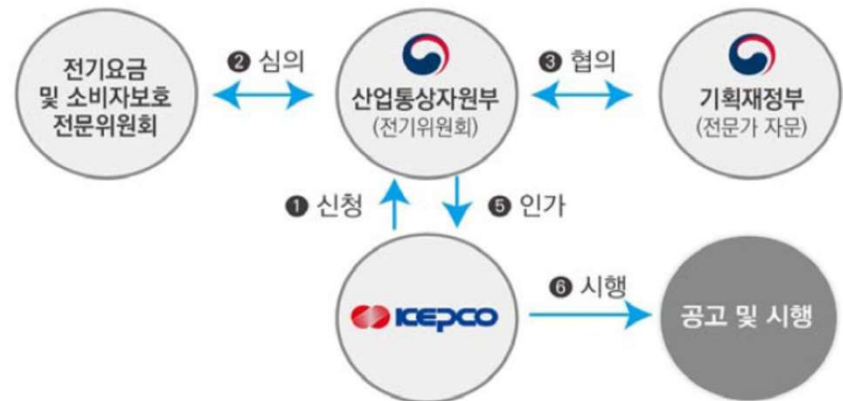 전기요금
및 소비자보호
전문위원회
❷ 심의
산업통상자원부
(전기위원회)
❸ 협의
기획재정부
(전문가 자문)
❶ 신청
❺ 인가
KEPCO
❻ 시행
공고 및 시행